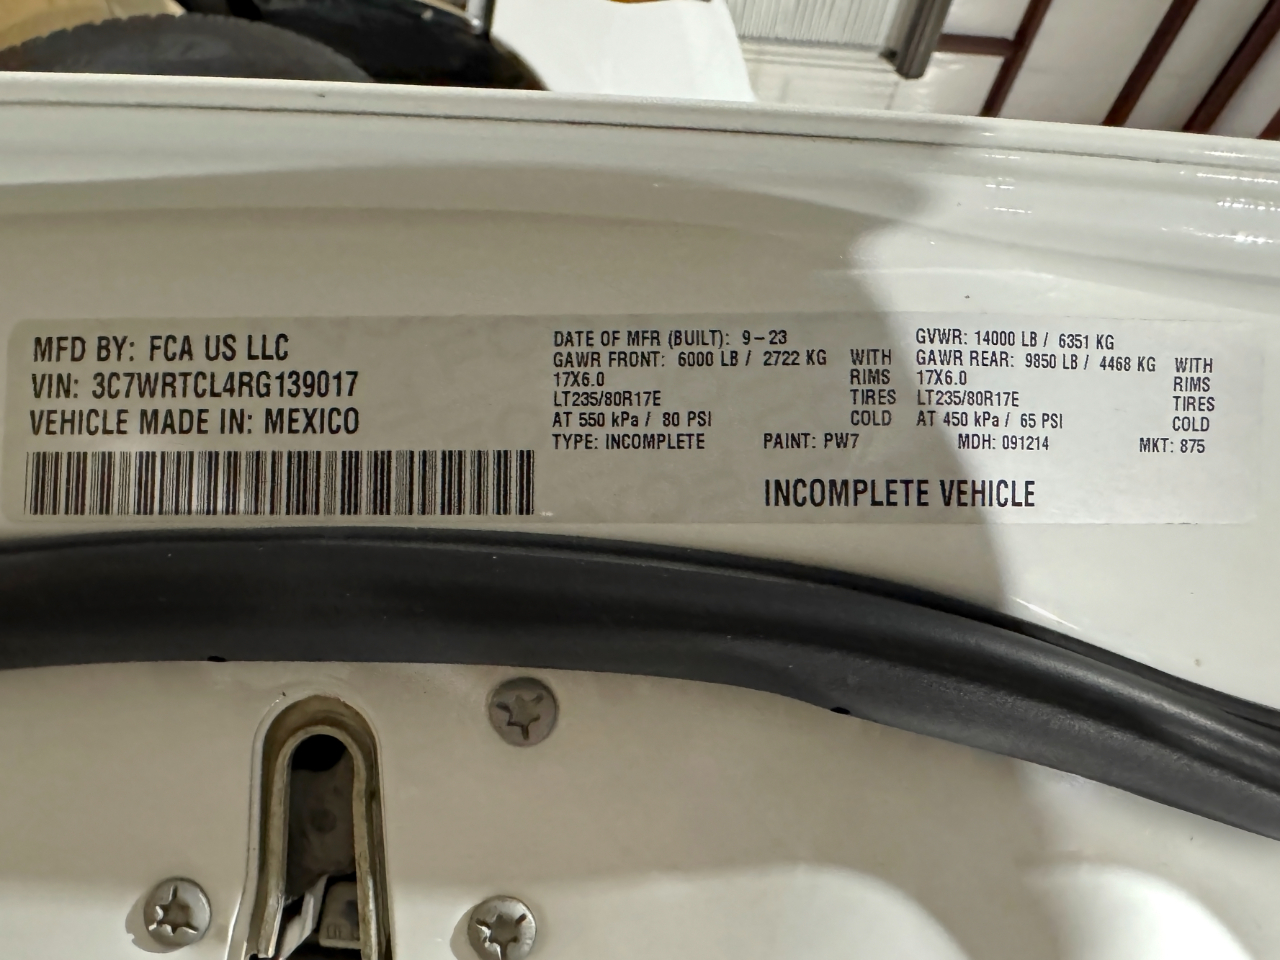 MFD BY: FCA US LLC
VIN: 3C7WRTCL4RG139017
VEHICLE MADE IN: MEXICO
DATE OF MFR (BUILT): 9-23
GAWR FRONT: 6000 LB / 2722 KG WITH
17X6.0 RIMS
LT235/80R17E TIRES
AT 550 kPa / 80 PSI COLD
TYPE: INCOMPLETE PAINT: PW7
GVWR: 14000 LB / 6351 KG
GAWR REAR: 9850 LB / 4468 KG WITH
17X6.0 RIMS
LT235/80R17E TIRES
AT 450 kPa / 65 PSI COLD
MDH: 091214 MKT: 875
INCOMPLETE VEHICLE